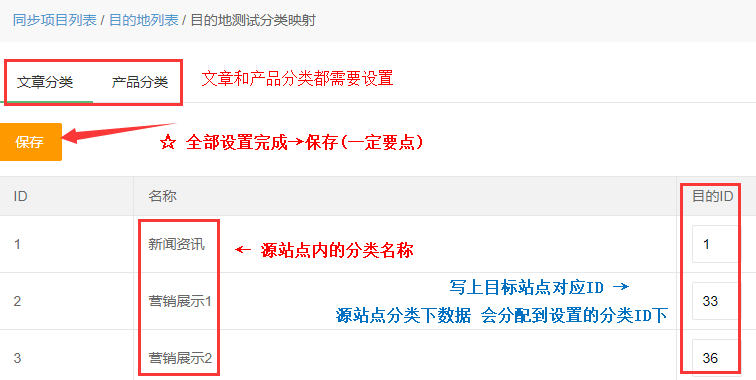 同步项目列表 / 目的地列表 / 目的地测试分类映射
文章分类 产品分类 文章和产品分类都需要设置
保存 ☆ 全部设置完成→保存(一定要点)
ID 名称 目的ID
1 新闻资讯 ← 源站点内的分类名称 1
写上目标站点对应ID →
2 营销展示1 33
源站点分类下数据 会分配到设置的分类ID下
3 营销展示2 36